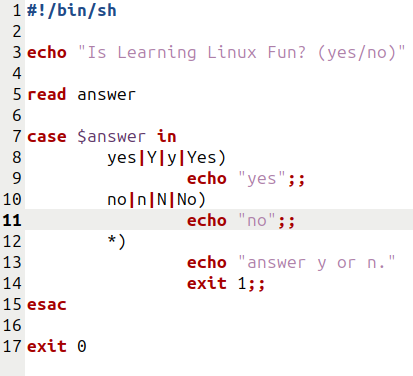 1 #!/bin/sh
2
3 echo "Is Learning Linux Fun? (yes/no)"
4
5 read answer
6
7 case $answer in
8         yes|Y|y|Yes)
9                 echo "yes";;
10         no|n|N|No)
11                 echo "no";;
12         *)
13                 echo "answer y or n."
14                 exit 1;;
15 esac
16
17 exit 0